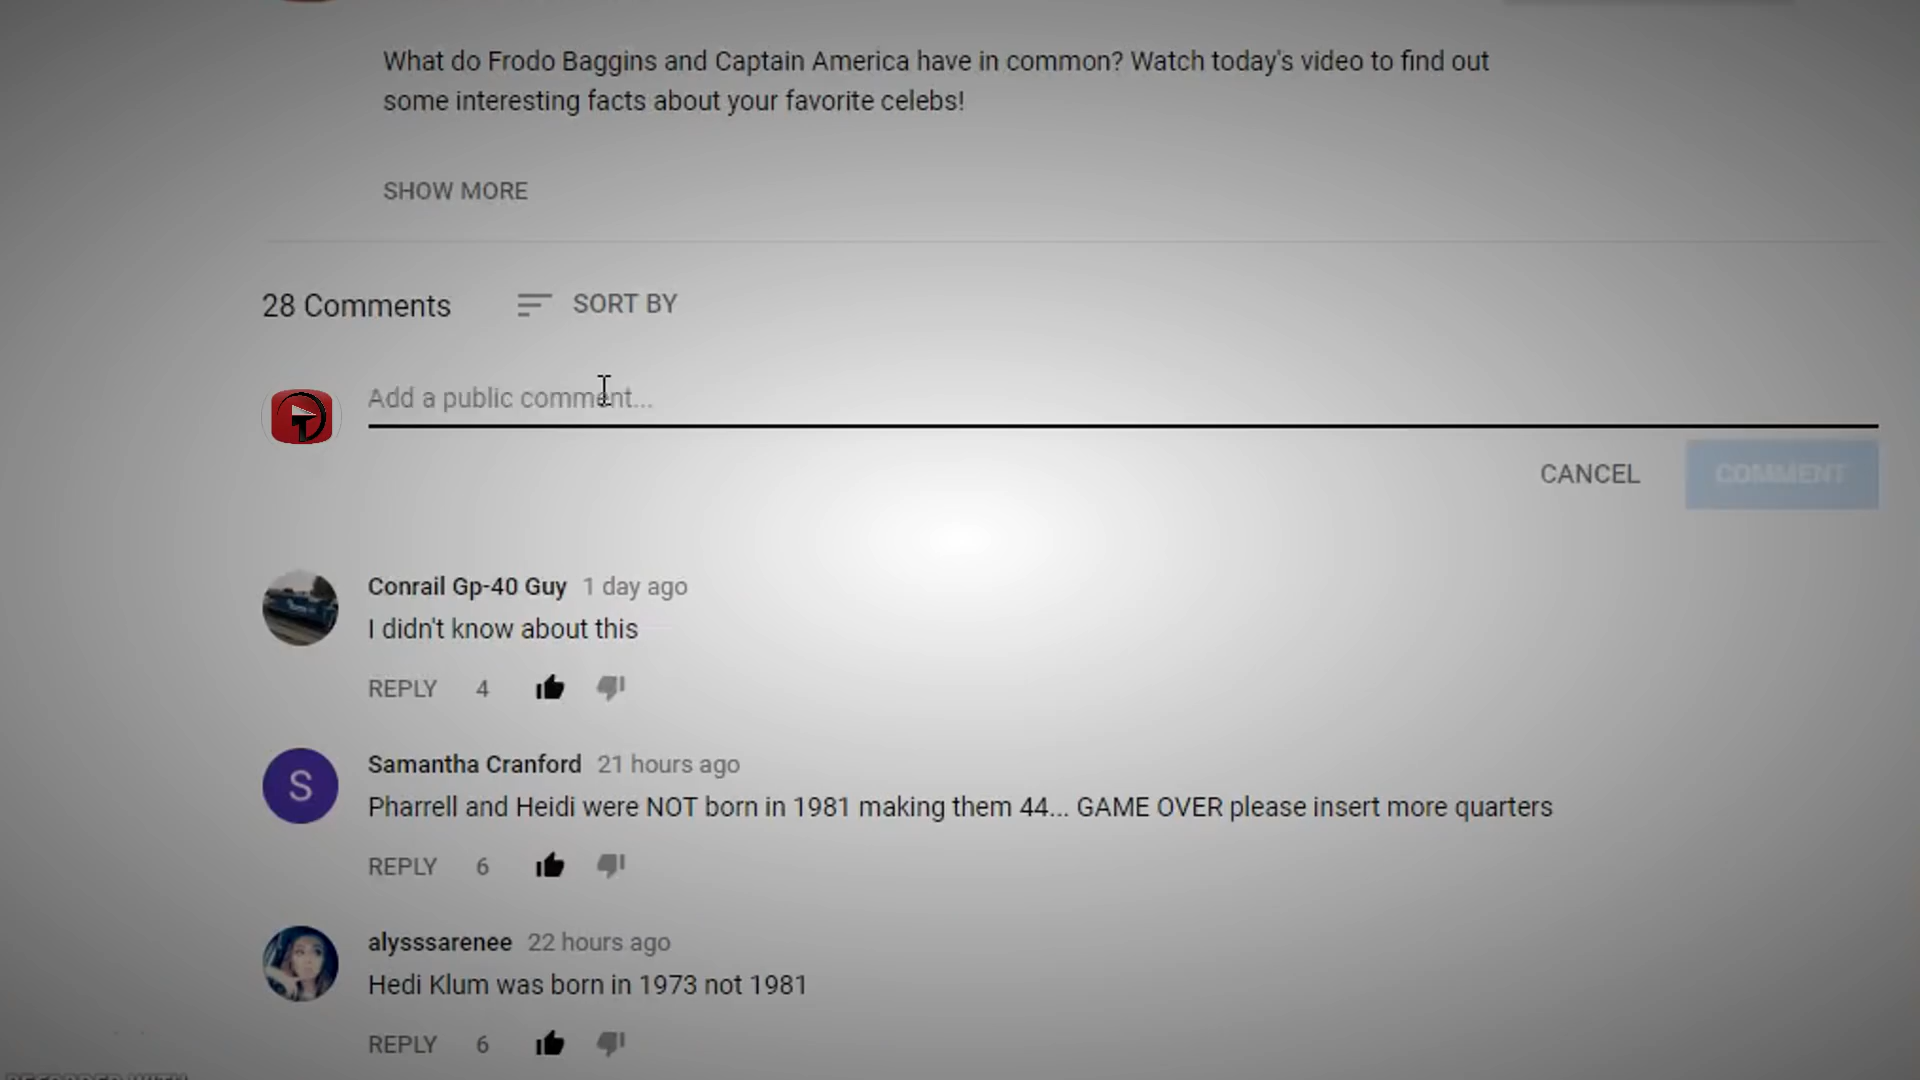 What do Frodo Baggins and Captain America have in common? Watch today's video to find out
some interesting facts about your favorite celebs!
SHOW MORE
28 Comments SORT BY
Add a public comment...
CANCEL COMMENT
Conrail Gp-40 Guy 1 day ago
I didn't know about this
REPLY 4
S
Samantha Cranford 21 hours ago
Pharrell and Heidi were NOT born in 1981 making them 44... GAME OVER please insert more quarters
REPLY 6
alysssarenee 22 hours ago
Hedi Klum was born in 1973 not 1981
REPLY 6